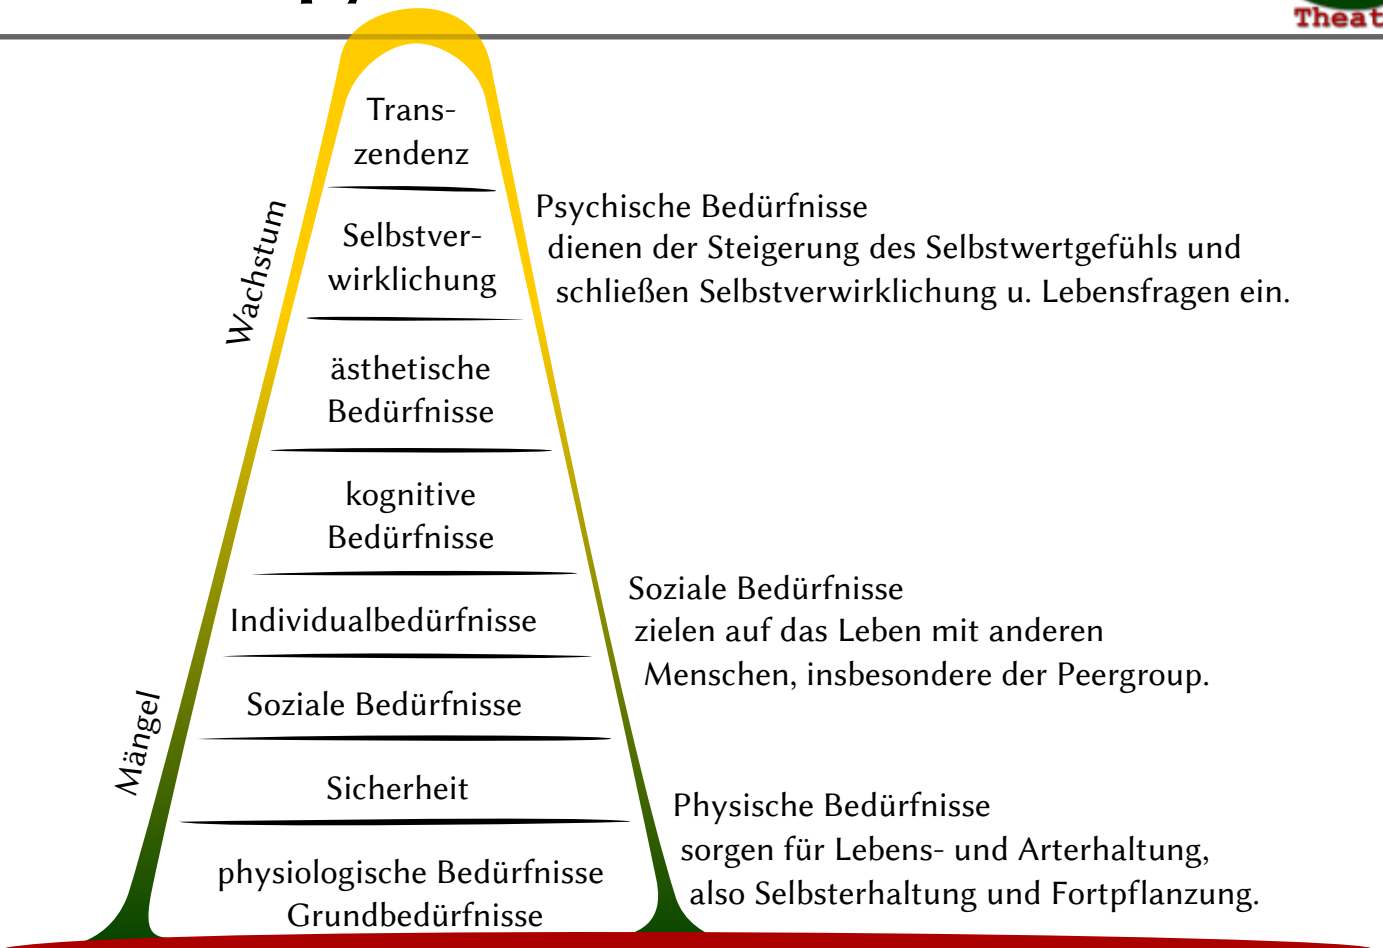 Theat
Trans-
zendenz
Selbstver-
wirklichung
ästhetische
Bedürfnisse
kognitive
Bedürfnisse
Individualbedürfnisse
Soziale Bedürfnisse
Sicherheit
physiologische Bedürfnisse
Grundbedürfnisse
Wachstum
Mängel
Psychische Bedürfnisse
dienen der Steigerung des Selbstwertgefühls und
schließen Selbstverwirklichung u. Lebensfragen ein.
Soziale Bedürfnisse
zielen auf das Leben mit anderen
Menschen, insbesondere der Peergroup.
Physische Bedürfnisse
sorgen für Lebens- und Arterhaltung,
also Selbsterhaltung und Fortpflanzung.